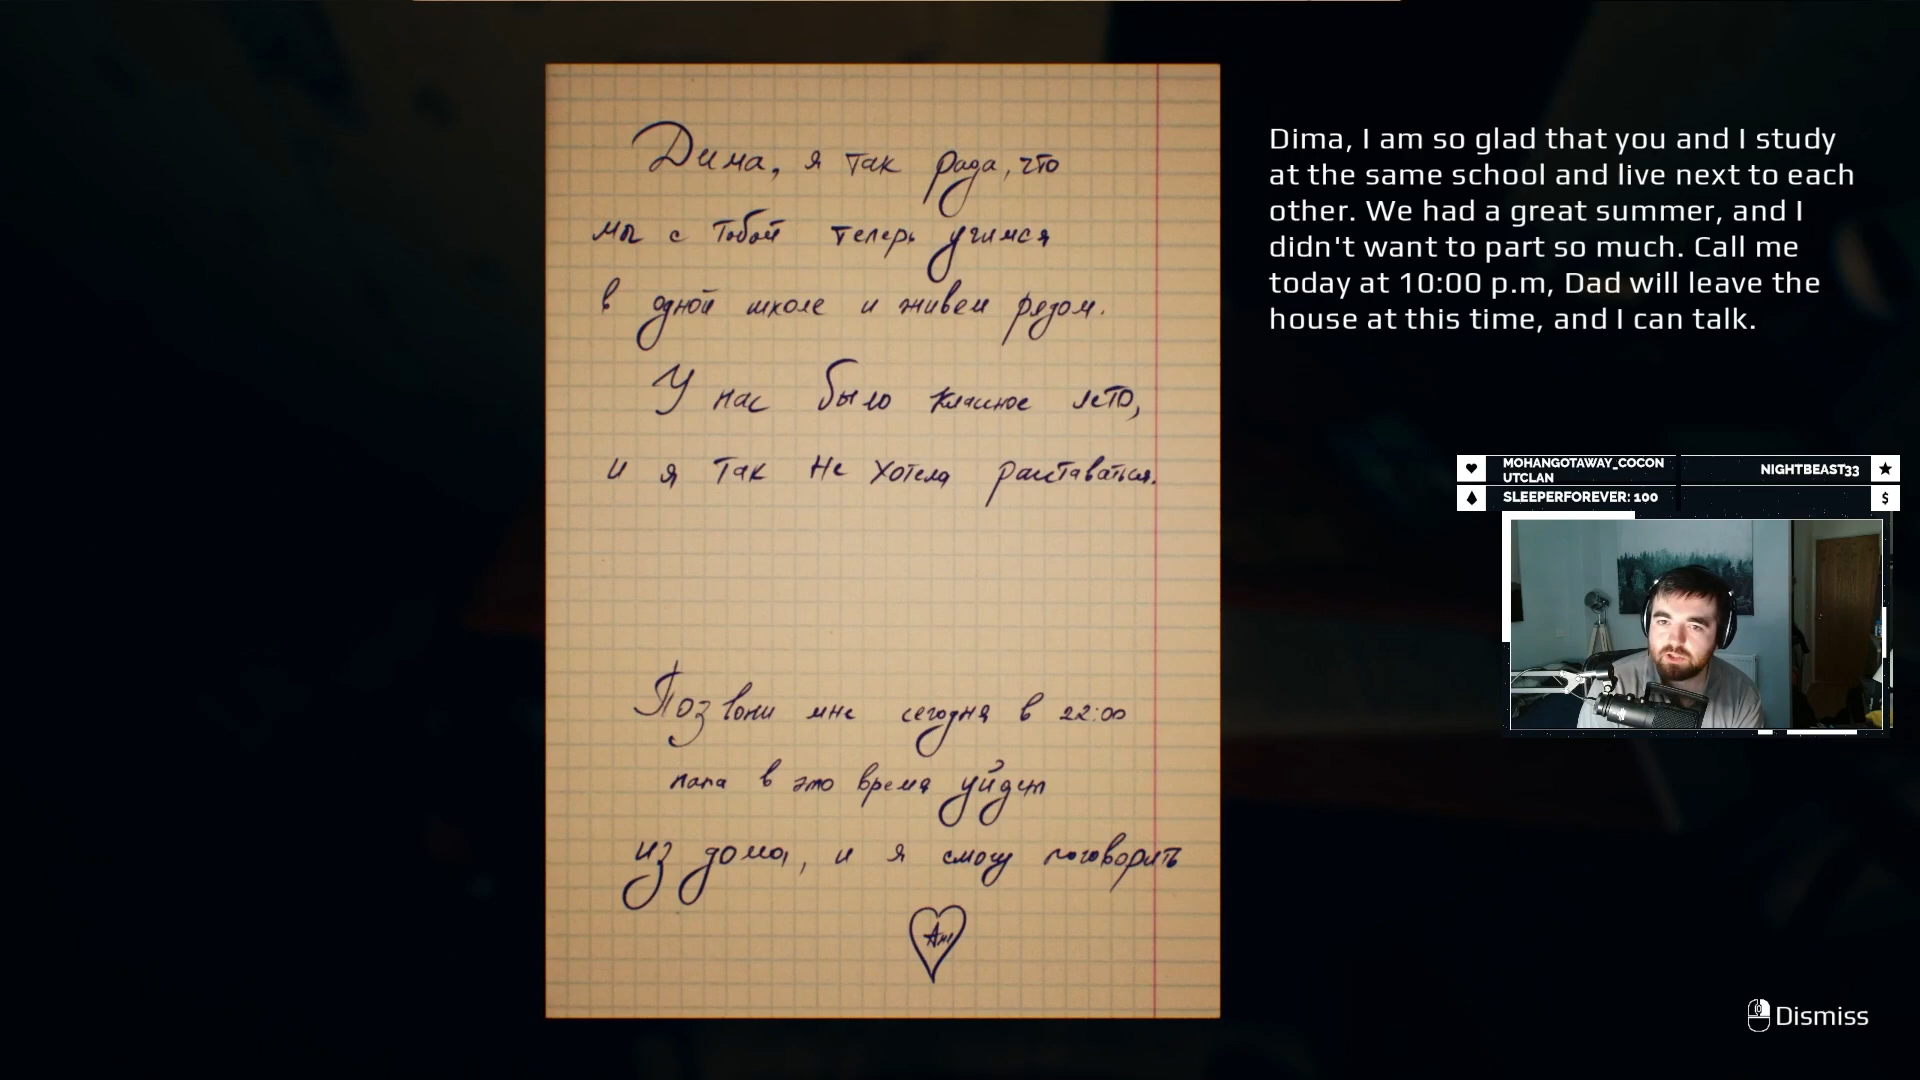 Дима, я так рада, что
мы с тобой теперь учимся
в одной школе и живем рядом.
У нас было классное лето,
и я так не хотела расставаться.
Позвони мне сегодня в 22:00
папа в это время уйдет
из дома, и я смогу поговорить
Аня
Dima, I am so glad that you and I study
at the same school and live next to each
other. We had a great summer, and I
didn't want to part so much. Call me
today at 10:00 p.m, Dad will leave the
house at this time, and I can talk.
MOHANGOTAWAY_COCON
UTCLAN
NIGHTBEAST33
SLEEPERFOREVER: 100
$
Dismiss